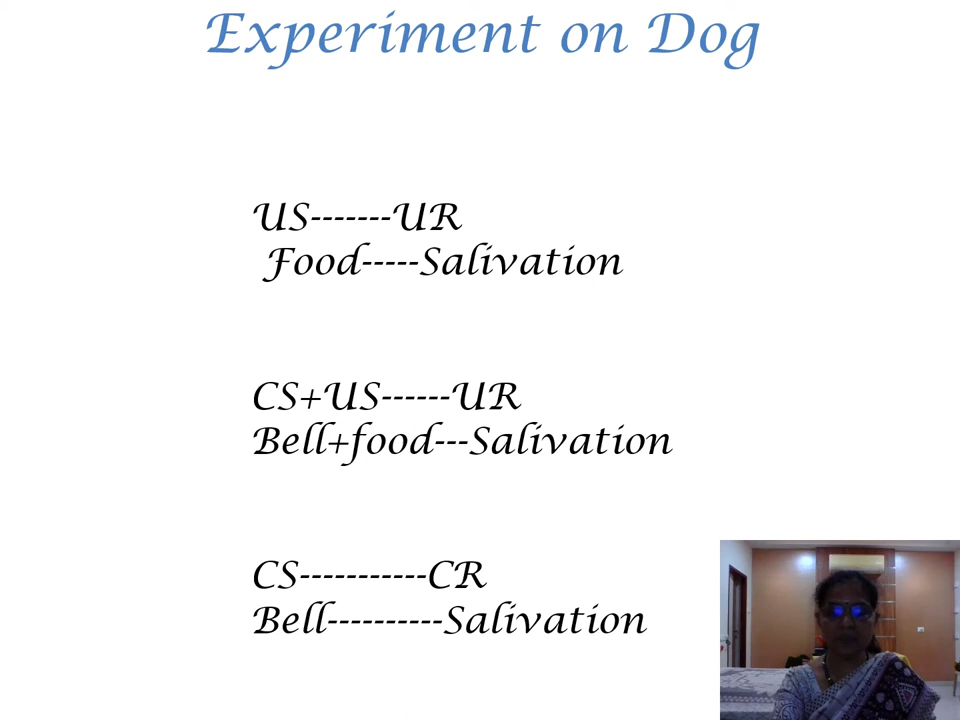 Experiment on Dog
US-------UR
Food-----Salivation
CS+US------UR
Bell+food---Salivation
CS-----------CR
Bell----------Salivation